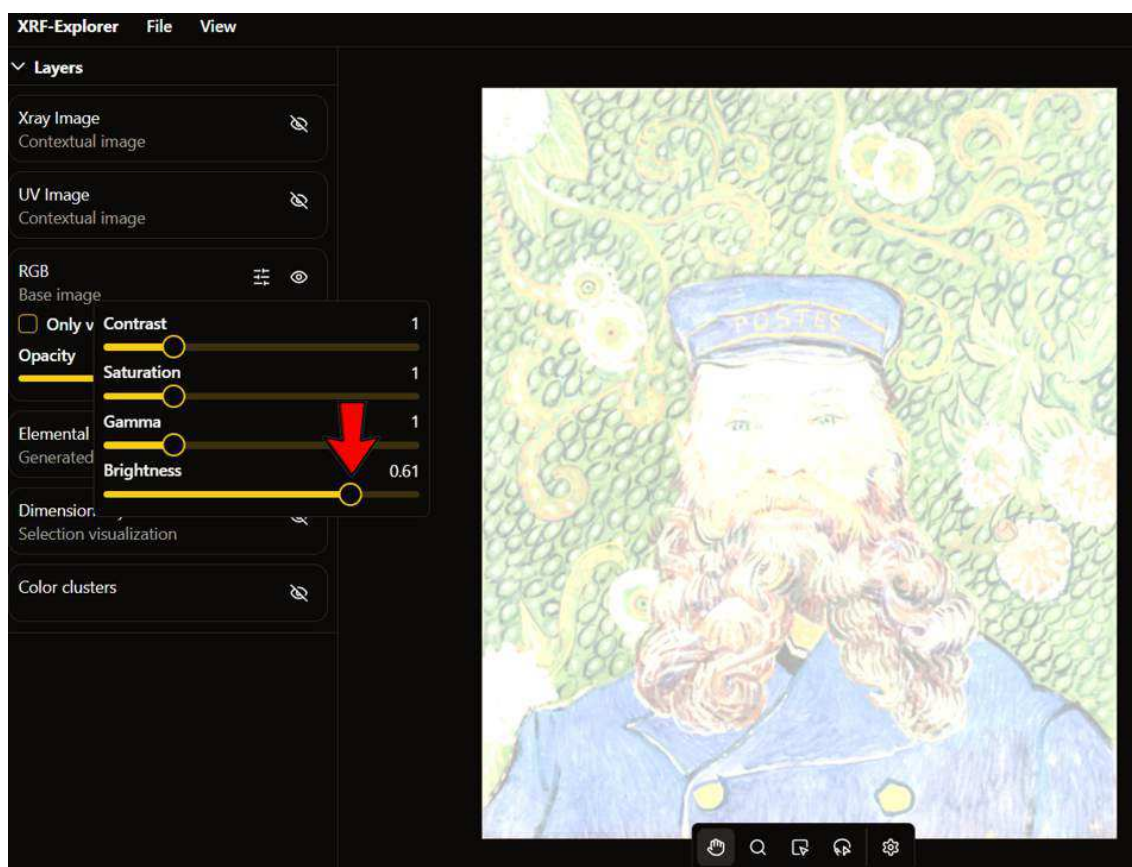 XRF-Explorer File View
Layers
Xray Image
Contextual image
UV Image
Contextual image
RGB
Base image
Only v
Opacity
Contrast 1
Saturation 1
Gamma 1
Brightness 0.61
Elemental
Generated
Dimension
Selection visualization
Color clusters
POSTES